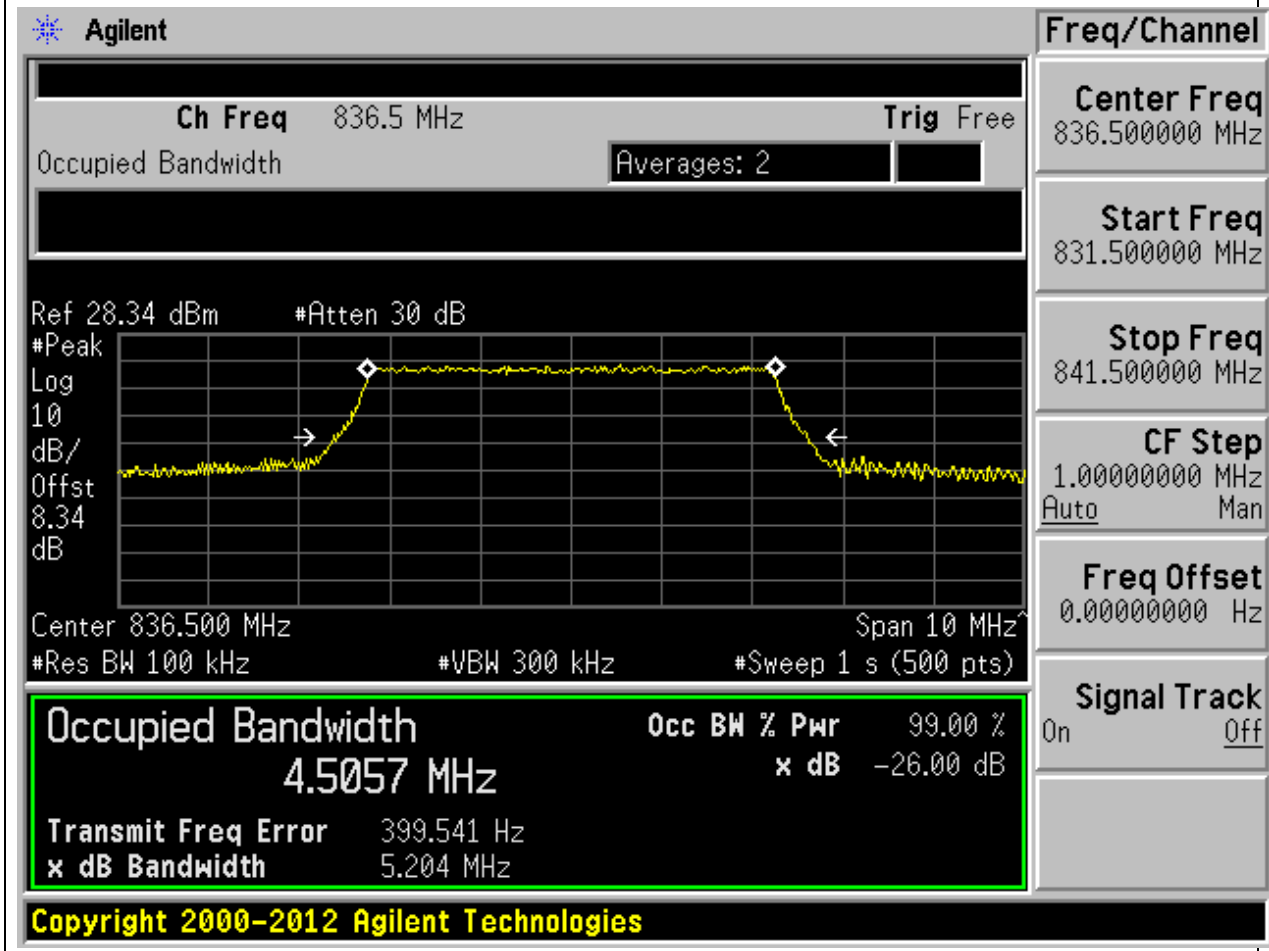 Agilent
Freq/Channel
Ch Freq 836.5 MHz Trig Free
Occupied Bandwidth Averages: 2
Center Freq
836.500000 MHz
Start Freq
831.500000 MHz
Stop Freq
841.500000 MHz
CF Step
1.00000000 MHz
Auto Man
Freq Offset
0.00000000 Hz
Signal Track
On Off
Ref 28.34 dBm #Atten 30 dB
#Peak
Log
10
dB/
Offst
8.34
dB
Center 836.500 MHz Span 10 MHz^
#Res BW 100 kHz #VBW 300 kHz #Sweep 1 s (500 pts)
Occupied Bandwidth Occ BW % Pwr 99.00 %
4.5057 MHz x dB -26.00 dB
Transmit Freq Error 399.541 Hz
x dB Bandwidth 5.204 MHz
Copyright 2000-2012 Agilent Technologies